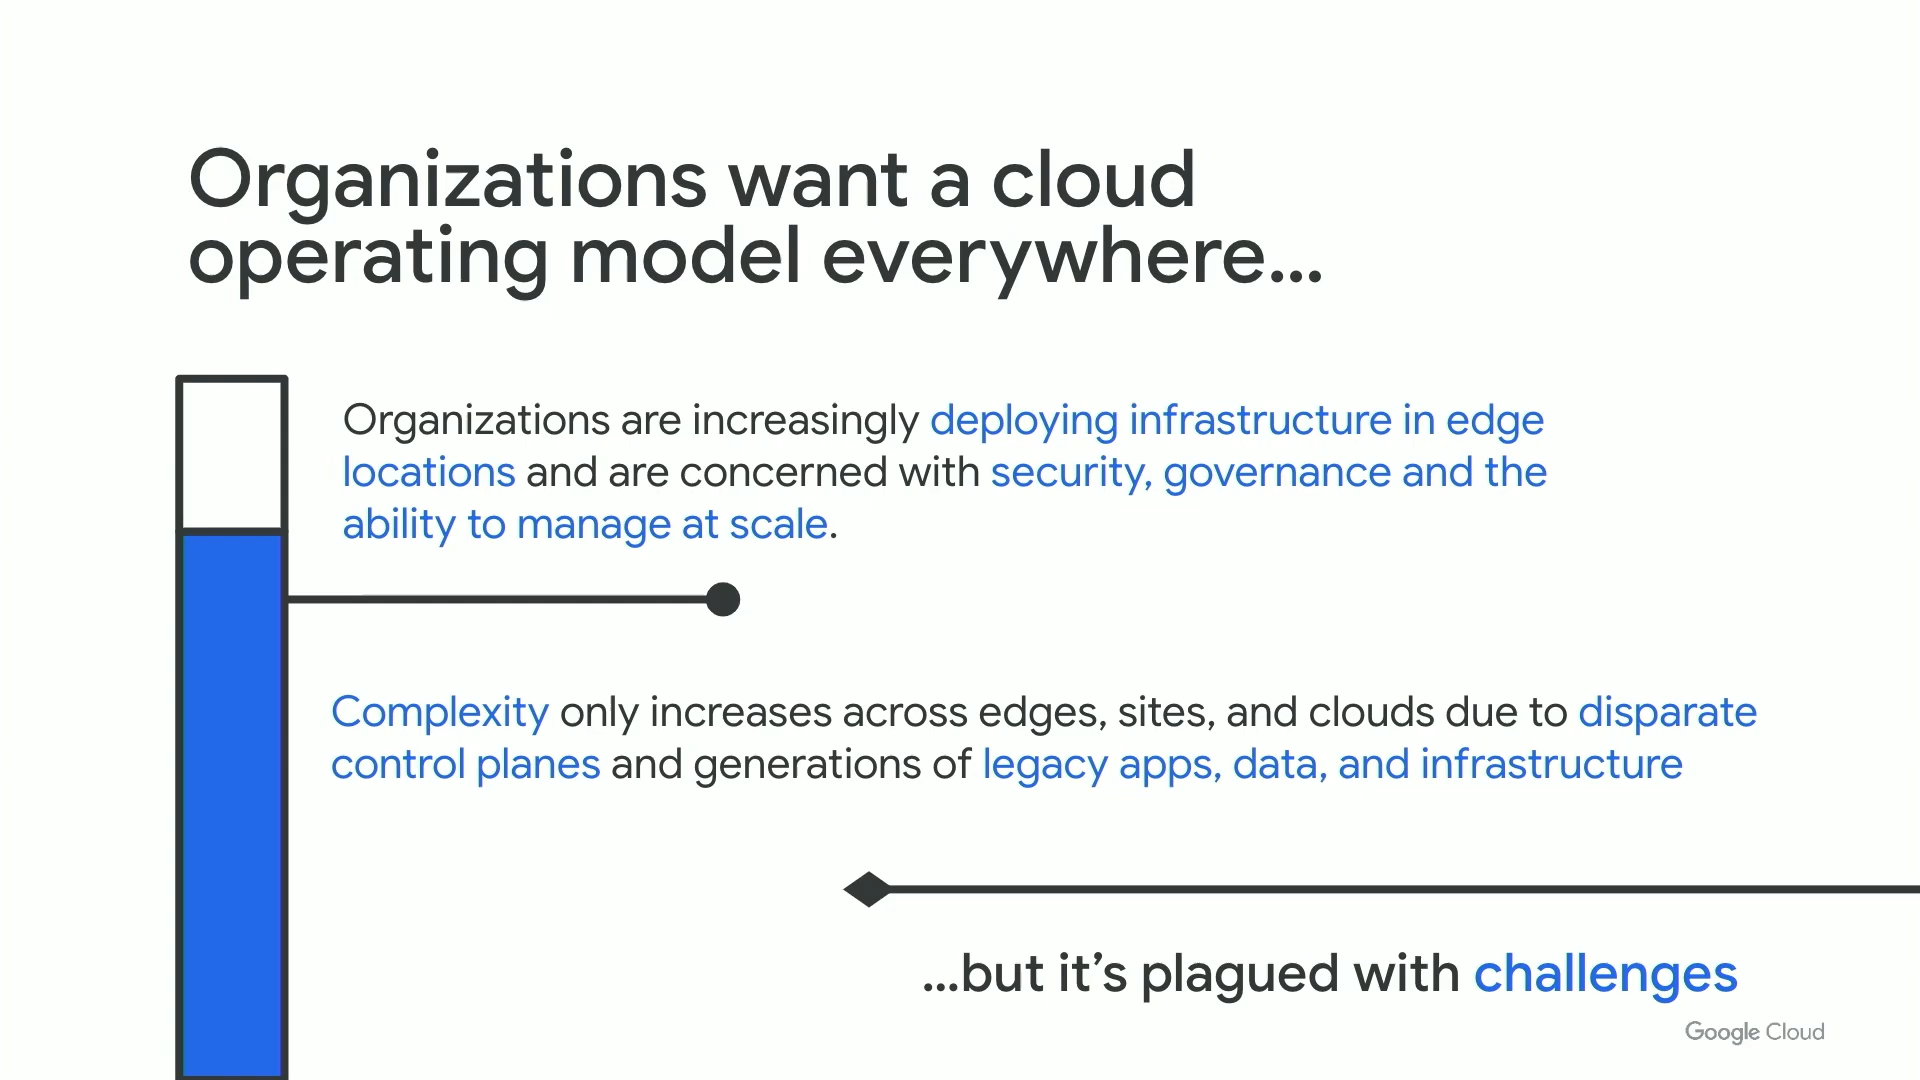 Organizations want a cloud
operating model everywhere...
Organizations are increasingly deploying infrastructure in edge
locations and are concerned with security, governance and the
ability to manage at scale.
Complexity only increases across edges, sites, and clouds due to disparate
control planes and generations of legacy apps, data, and infrastructure
...but it’s plagued with challenges
Google Cloud